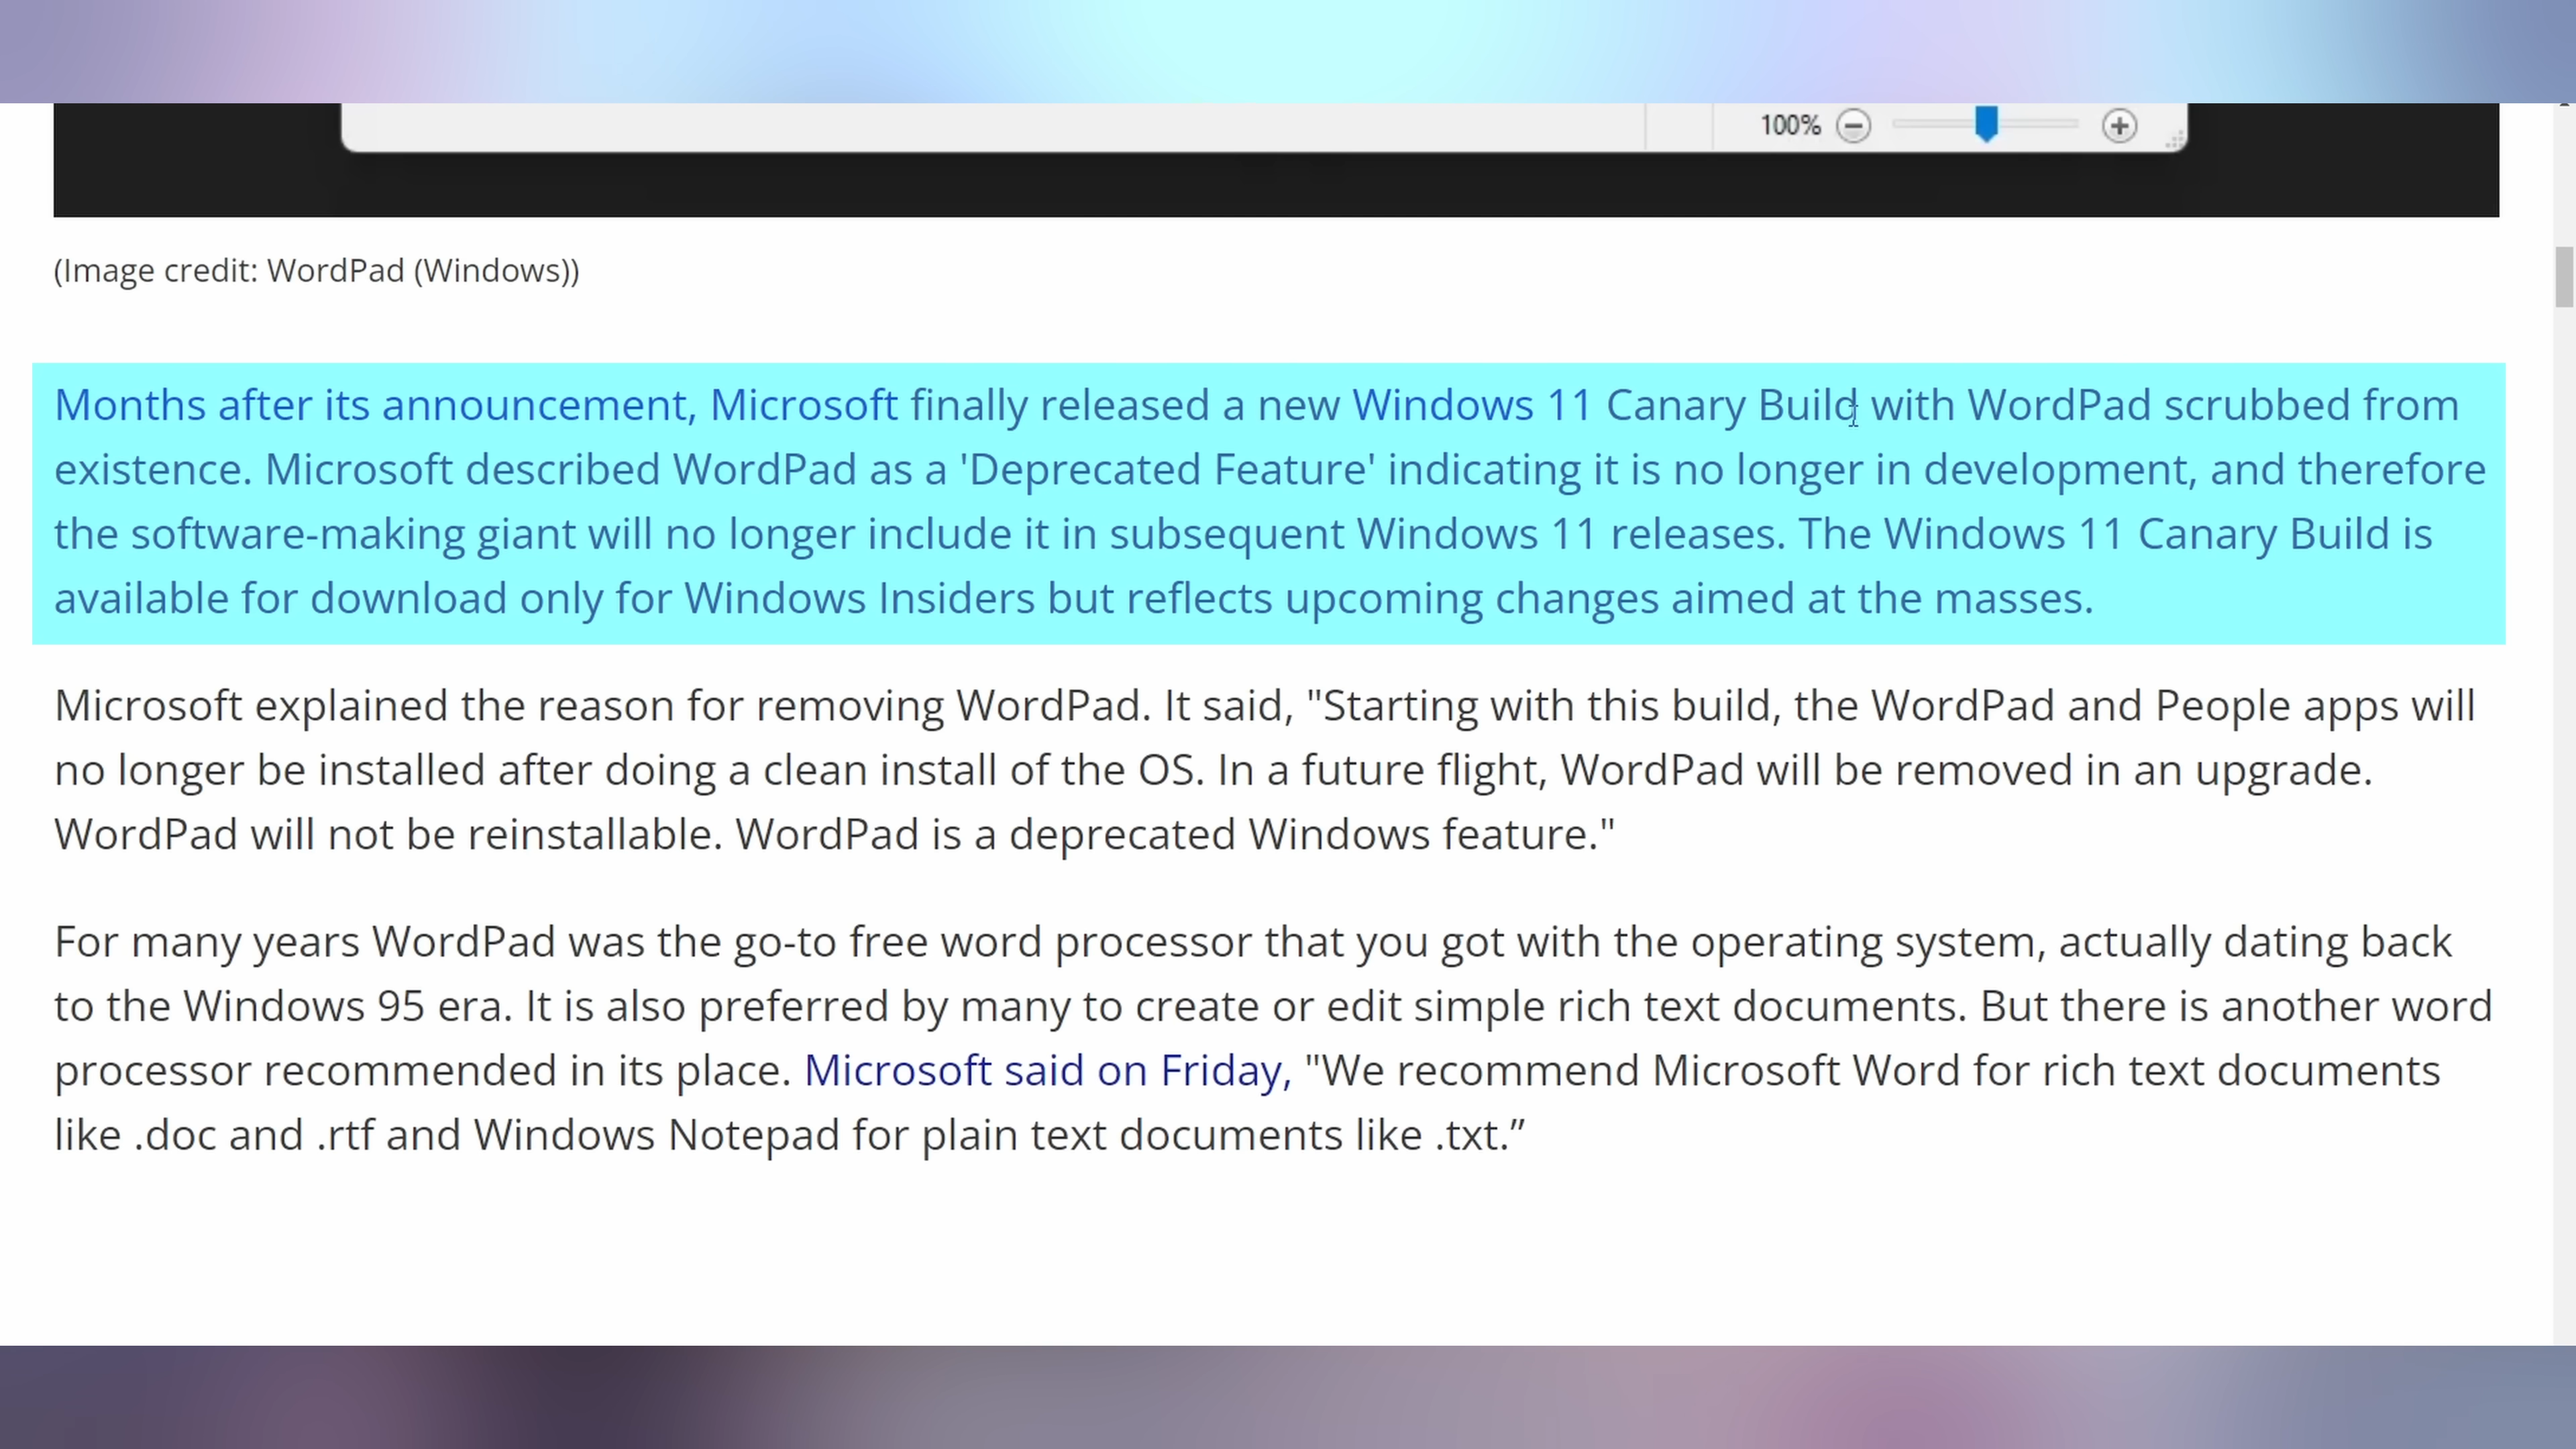 100%
(Image credit: WordPad (Windows))
Months after its announcement, Microsoft finally released a new Windows 11 Canary Build with WordPad scrubbed from
existence. Microsoft described WordPad as a 'Deprecated Feature' indicating it is no longer in development, and therefore
the software-making giant will no longer include it in subsequent Windows 11 releases. The Windows 11 Canary Build is
available for download only for Windows Insiders but reflects upcoming changes aimed at the masses.
Microsoft explained the reason for removing WordPad. It said, "Starting with this build, the WordPad and People apps will
no longer be installed after doing a clean install of the OS. In a future flight, WordPad will be removed in an upgrade.
WordPad will not be reinstallable. WordPad is a deprecated Windows feature."
For many years WordPad was the go-to free word processor that you got with the operating system, actually dating back
to the Windows 95 era. It is also preferred by many to create or edit simple rich text documents. But there is another word
processor recommended in its place. Microsoft said on Friday, "We recommend Microsoft Word for rich text documents
like .doc and .rtf and Windows Notepad for plain text documents like .txt.”